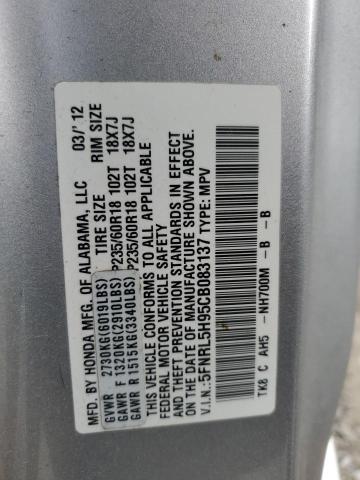 MFD. BY HONDA MFG. OF ALABAMA, LLC 03/'12
TIRE SIZE RIM SIZE
GVWR 2730KG(6019LBS)
GAWR F 1320KG(2910LBS) P235/60R18 102T 18X7J
GAWR R 1515KG(3340LBS) P235/60R18 102T 18X7J
THIS VEHICLE CONFORMS TO ALL APPLICABLE
FEDERAL MOTOR VEHICLE SAFETY
AND THEFT PREVENTION STANDARDS IN EFFECT
ON THE DATE OF MANUFACTURE SHOWN ABOVE.
V.I.N.:5FNRL5H95CB083137 TYPE: MPV
TK8 C AH5 -NH700M -B -B